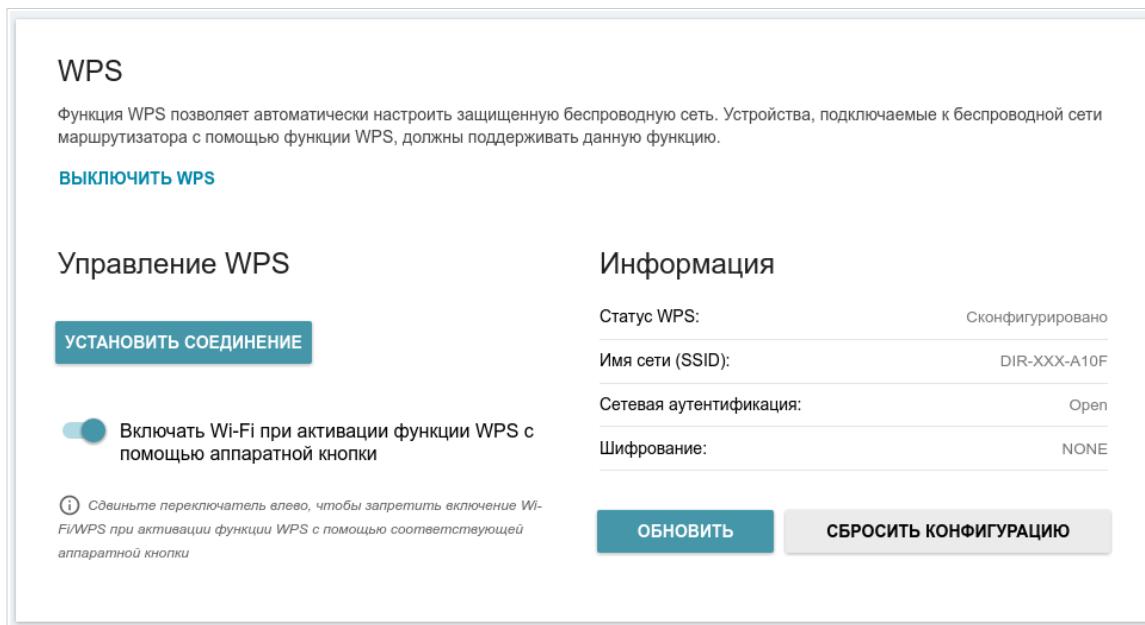 WPS
Функция WPS позволяет автоматически настроить защищенную беспроводную сеть. Устройства, подключаемые к беспроводной сети
маршрутизатора с помощью функции WPS, должны поддерживать данную функцию.
ВЫКЛЮЧИТЬ WPS
Управление WPS
УСТАНОВИТЬ СОЕДИНЕНИЕ
Включать Wi-Fi при активации функции WPS с
помощью аппаратной кнопки
Сдвиньте переключатель влево, чтобы запретить включение Wi-
Fi/WPS при активации функции WPS с помощью соответствующей
аппаратной кнопки
Информация
Статус WPS: Сконфигурировано
Имя сети (SSID): DIR-XXX-A10F
Сетевая аутентификация: Open
Шифрование: NONE
ОБНОВИТЬ СБРОСИТЬ КОНФИГУРАЦИЮ